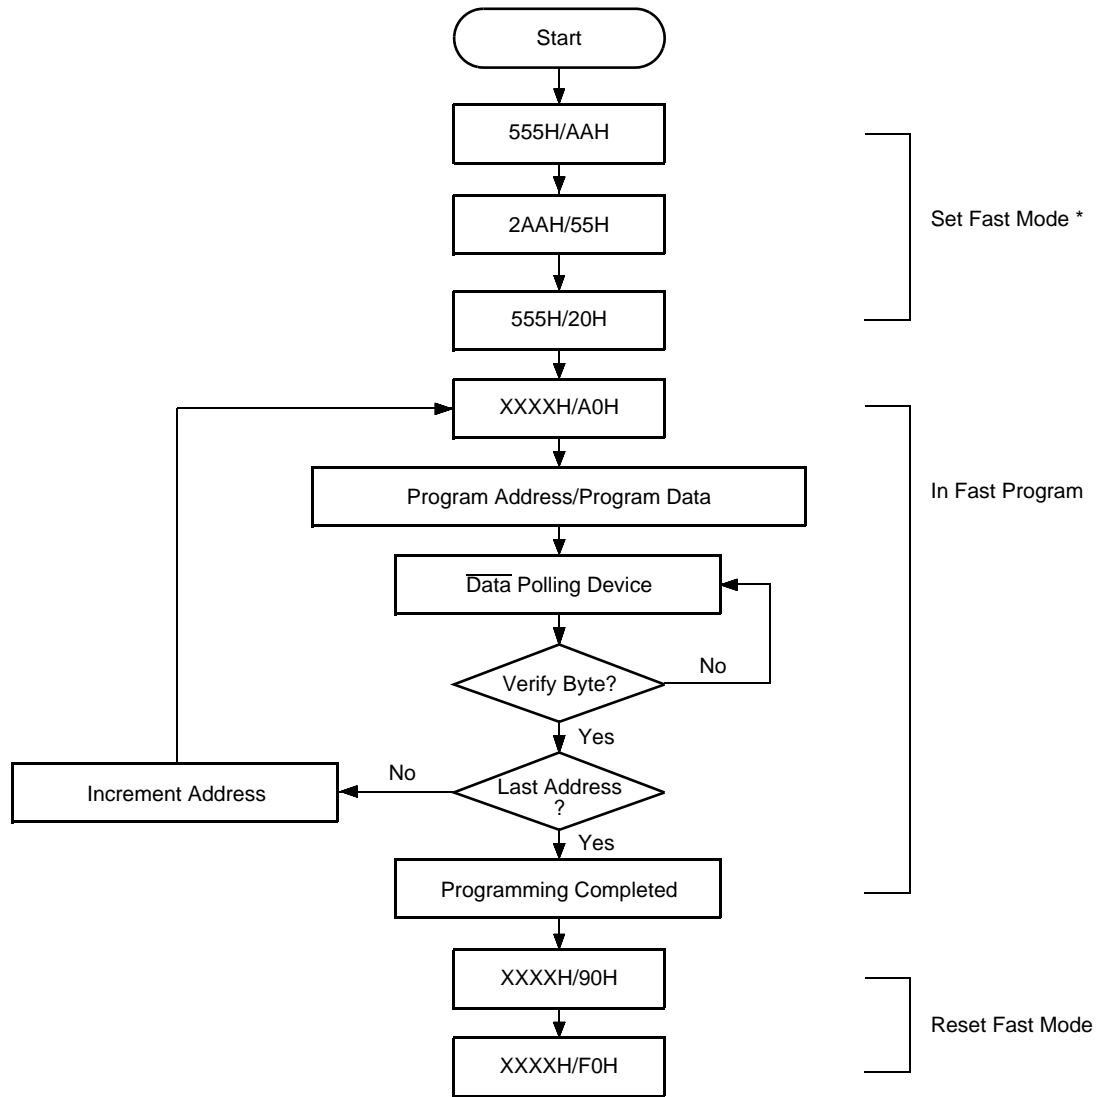 Start
555H/AAH
2AAH/55H
Set Fast Mode *
555H/20H
XXXXH/A0H
Program Address/Program Data
In Fast Program
Data Polling Device
Verify Byte?
No
Yes
Last Address
?
No
Increment Address
Yes
Programming Completed
XXXXH/90H
Reset Fast Mode
XXXXH/F0H